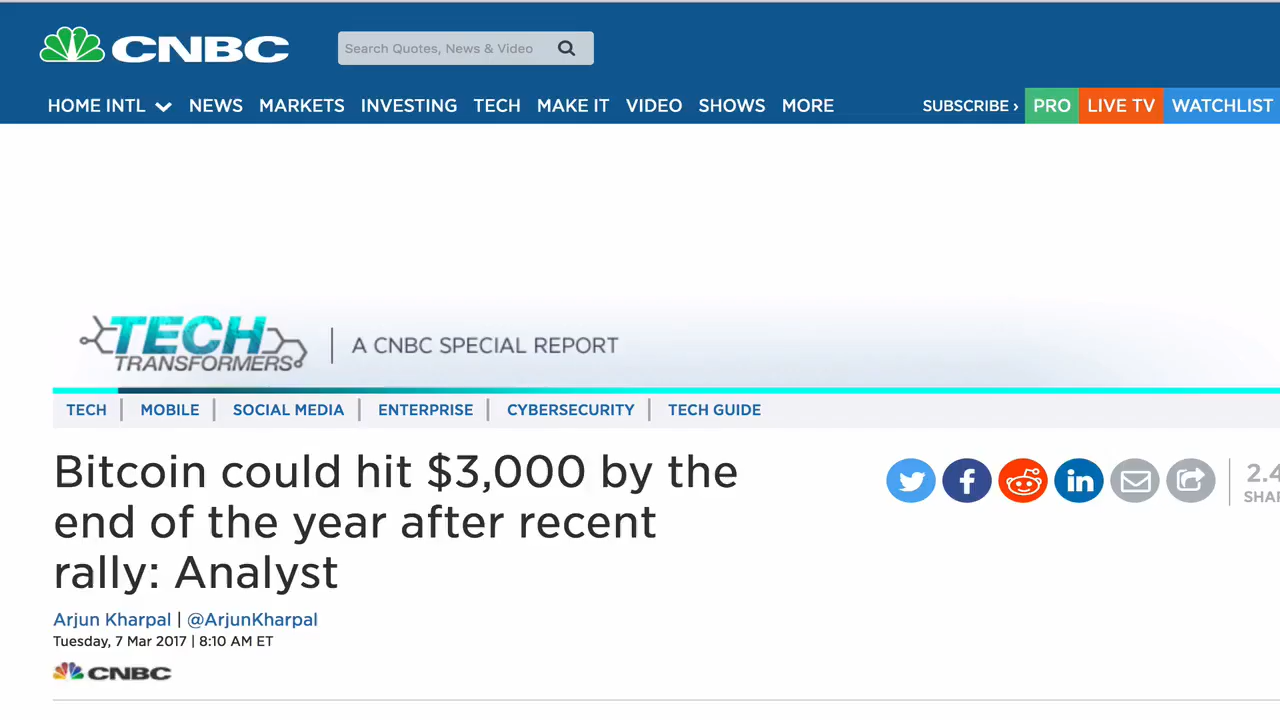 CNBC
Search Quotes, News & Video
HOME INTL NEWS MARKETS INVESTING TECH MAKE IT VIDEO SHOWS MORE SUBSCRIBE › PRO LIVE TV WATCHLIST
TECH TRANSFORMERS | A CNBC SPECIAL REPORT
TECH | MOBILE | SOCIAL MEDIA | ENTERPRISE | CYBERSECURITY | TECH GUIDE
Bitcoin could hit $3,000 by the
end of the year after recent
rally: Analyst
Arjun Kharpal | @ArjunKharpal
Tuesday, 7 Mar 2017 | 8:10 AM ET
CNBC